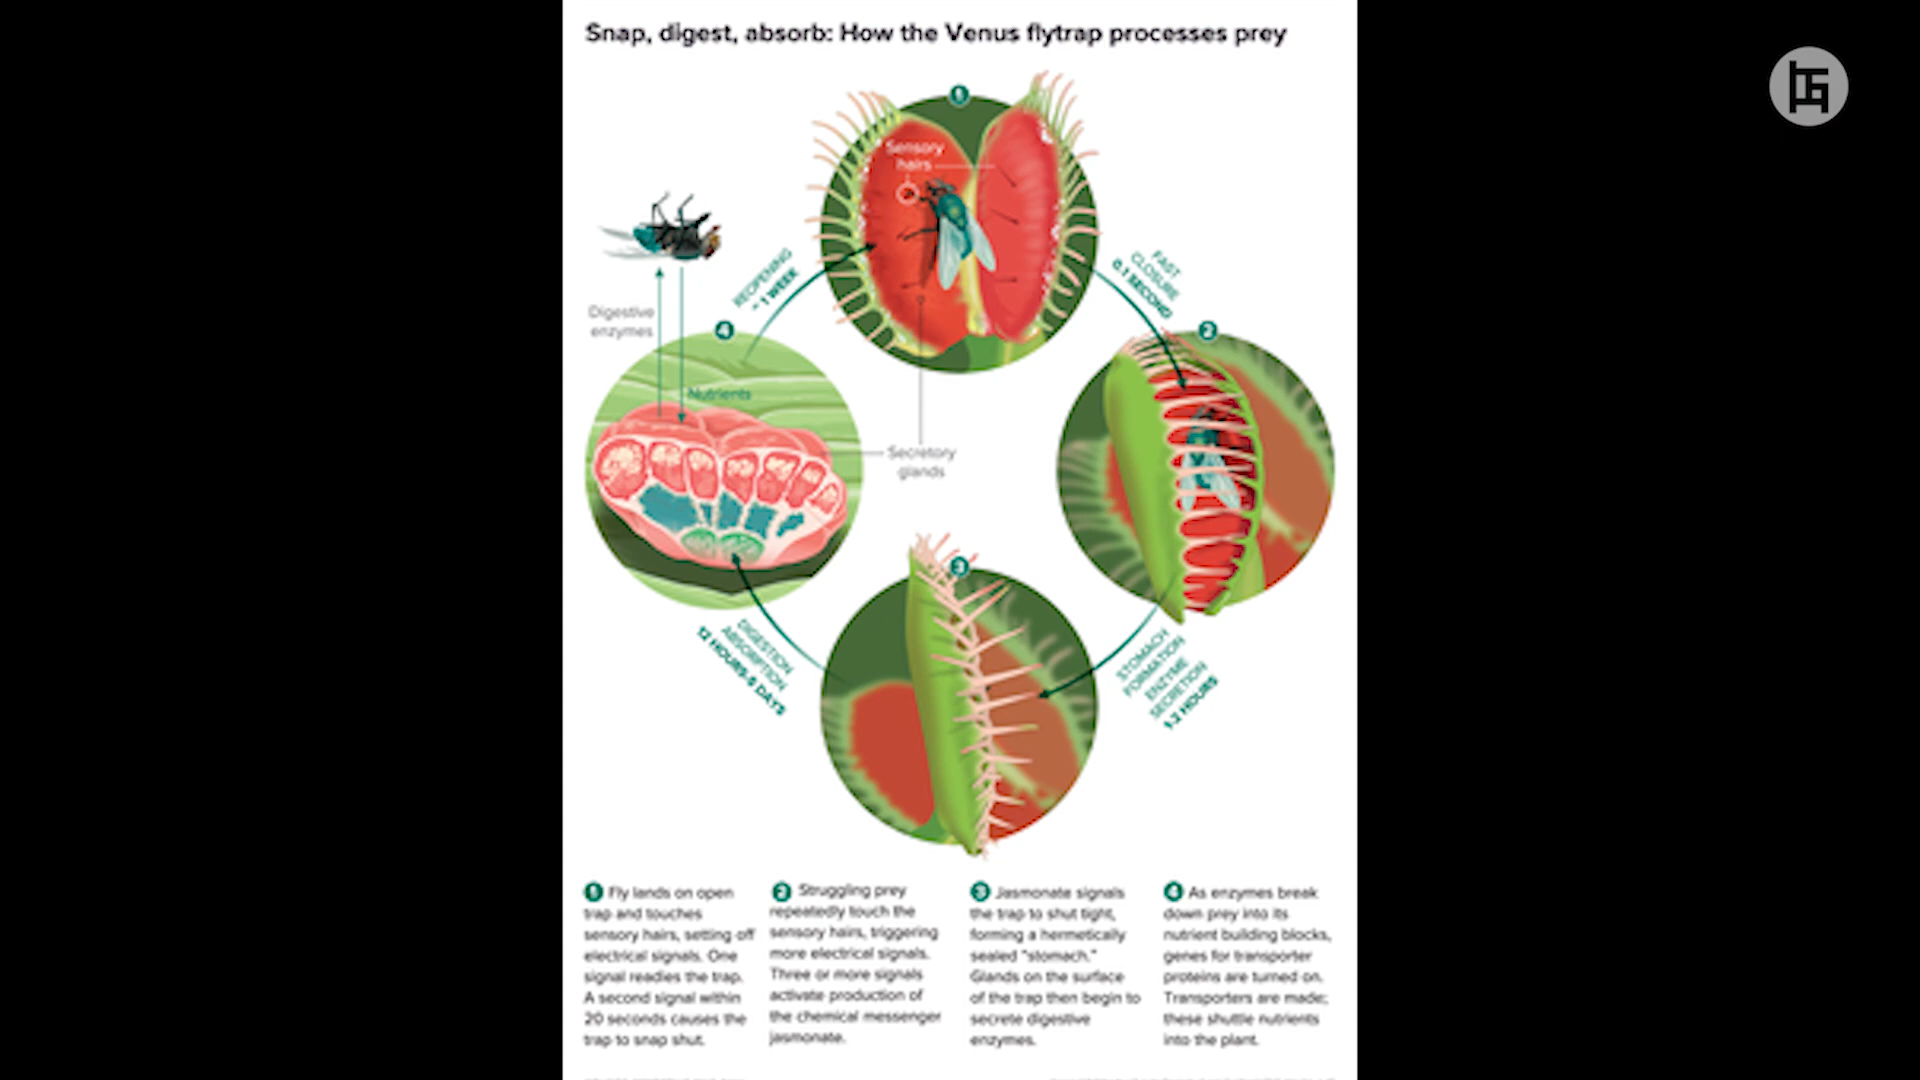 Snap, digest, absorb: How the Venus flytrap processes prey
1
Sensory
hairs
REOPENING
~ 1 WEEK
FAST
CLOSURE
0.1 SECOND
Digestive
enzymes
4
2
Nutrients
Secretory
glands
3
DIGESTION
ABSORPTION
12 HOURS-5 DAYS
STOMACH
FORMATION
ENZYME
SECRETION
1-2 HOURS
1 Fly lands on open
trap and touches
sensory hairs, setting off
electrical signals. One
signal readies the trap.
A second signal within
20 seconds causes the
trap to snap shut.
2 Struggling prey
repeatedly touch the
sensory hairs, triggering
more electrical signals.
Three or more signals
activate production of
the chemical messenger
jasmonate.
3 Jasmonate signals
the trap to shut tight,
forming a hermetically
sealed "stomach."
Glands on the surface
of the trap then begin to
secrete digestive
enzymes.
4 As enzymes break
down prey into its
nutrient building blocks,
genes for transporter
proteins are turned on.
Transporters are made;
these shuttle nutrients
into the plant.